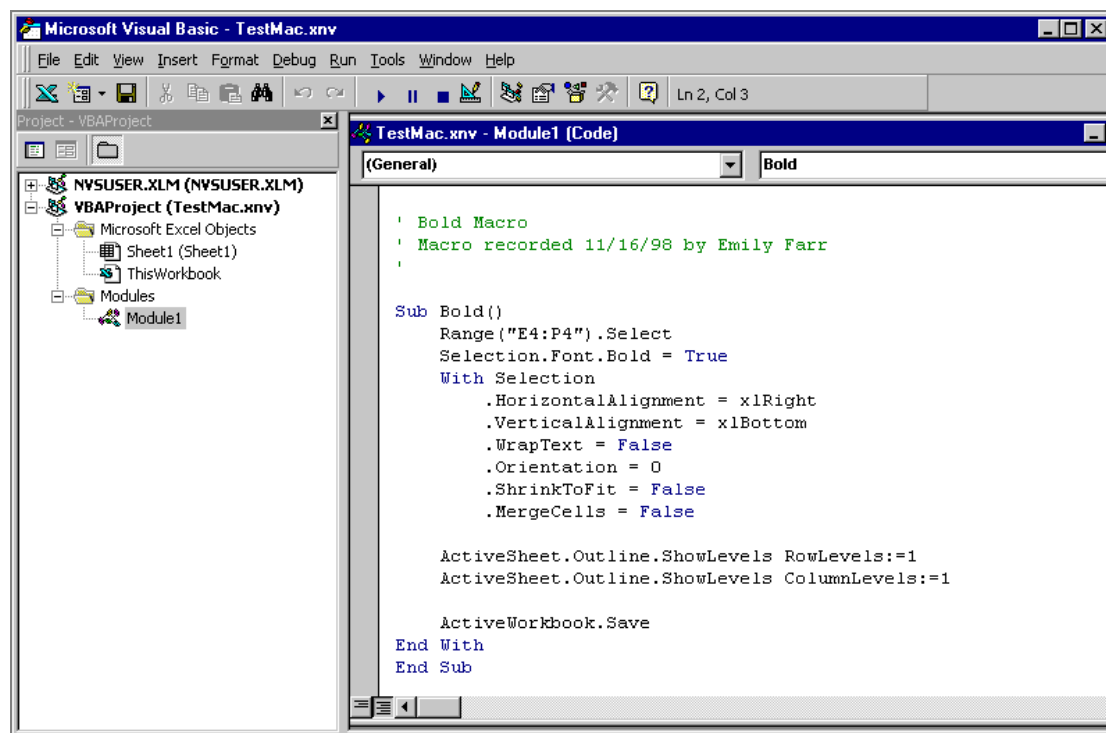 Microsoft Visual Basic - TestMac.xnv
File Edit View Insert Format Debug Run Tools Window Help
Ln 2, Col 3
Project - VBAProject
NVSUSER.XLM (NVSUSER.XLM)
VBAProject (TestMac.xnv)
Microsoft Excel Objects
Sheet1 (Sheet1)
ThisWorkbook
Modules
Module1
TestMac.xnv - Module1 (Code)
(General) Bold
' Bold Macro
' Macro recorded 11/16/98 by Emily Farr
'
Sub Bold()
    Range("E4:P4").Select
    Selection.Font.Bold = True
    With Selection
        .HorizontalAlignment = xlRight
        .VerticalAlignment = xlBottom
        .WrapText = False
        .Orientation = 0
        .ShrinkToFit = False
        .MergeCells = False
    ActiveSheet.Outline.ShowLevels RowLevels:=1
    ActiveSheet.Outline.ShowLevels ColumnLevels:=1
    ActiveWorkbook.Save
End With
End Sub